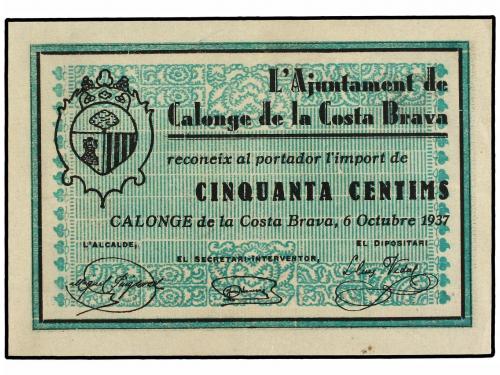 L'Ajuntament de
Calonge de la Costa Brava
reconeix al portador l'import de
CINQUANTA CENTIMS
CALONGE de la Costa Brava, 6 Octubre 1937
L'ALCALDE, EL SECRETARI-INTERVENTOR, EL DIPOSITARI